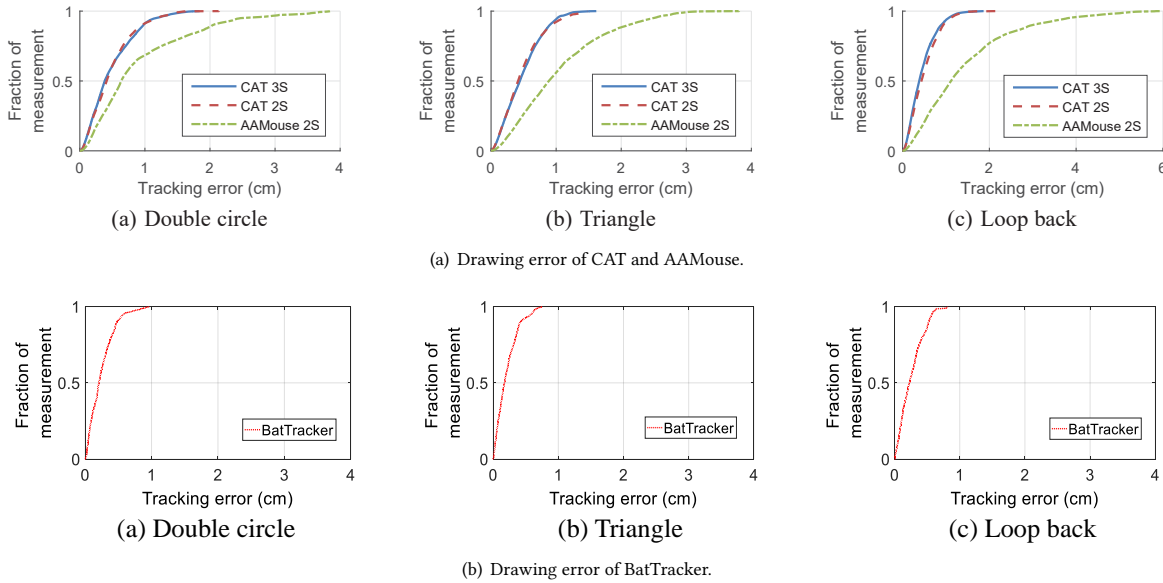 1
0.5
0
Fraction of
measurement
CAT 3S
CAT 2S
AAMouse 2S
0 1 2 3 4
Tracking error (cm)
(a) Double circle
1
0.5
0
Fraction of
measurement
CAT 3S
CAT 2S
AAMouse 2S
0 1 2 3 4
Tracking error (cm)
(b) Triangle
1
0.5
0
Fraction of
measurement
CAT 3S
CAT 2S
AAMouse 2S
0 2 4 6
Tracking error (cm)
(c) Loop back
(a) Drawing error of CAT and AAMouse.
1
0.5
0
Fraction of
measurement
BatTracker
0 1 2 3 4
Tracking error (cm)
(a) Double circle
1
0.5
0
Fraction of
measurement
BatTracker
0 1 2 3 4
Tracking error (cm)
(b) Triangle
1
0.5
0
Fraction of
measurement
BatTracker
0 1 2 3 4
Tracking error (cm)
(c) Loop back
(b) Drawing error of BatTracker.